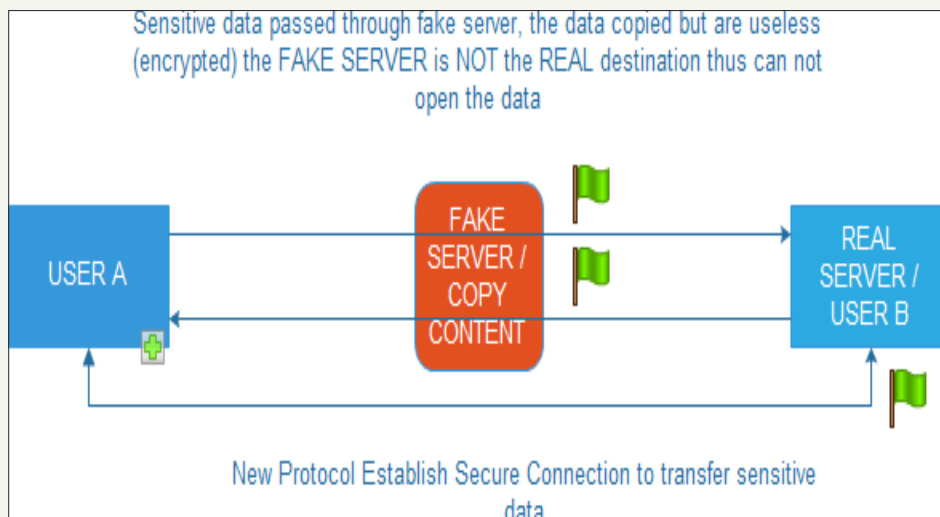 Sensitive data passed through fake server, the data copied but are useless
(encrypted) the FAKE SERVER is NOT the REAL destination thus can not
open the data
USER A
FAKE
SERVER /
COPY
CONTENT
REAL
SERVER /
USER B
New Protocol Establish Secure Connection to transfer sensitive
data